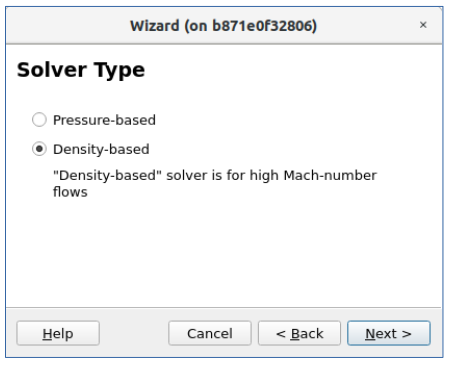 Wizard (on b871e0f32806)
×
Solver Type
Pressure-based
Density-based
"Density-based" solver is for high Mach-number
flows
Help
Cancel
< Back
Next >